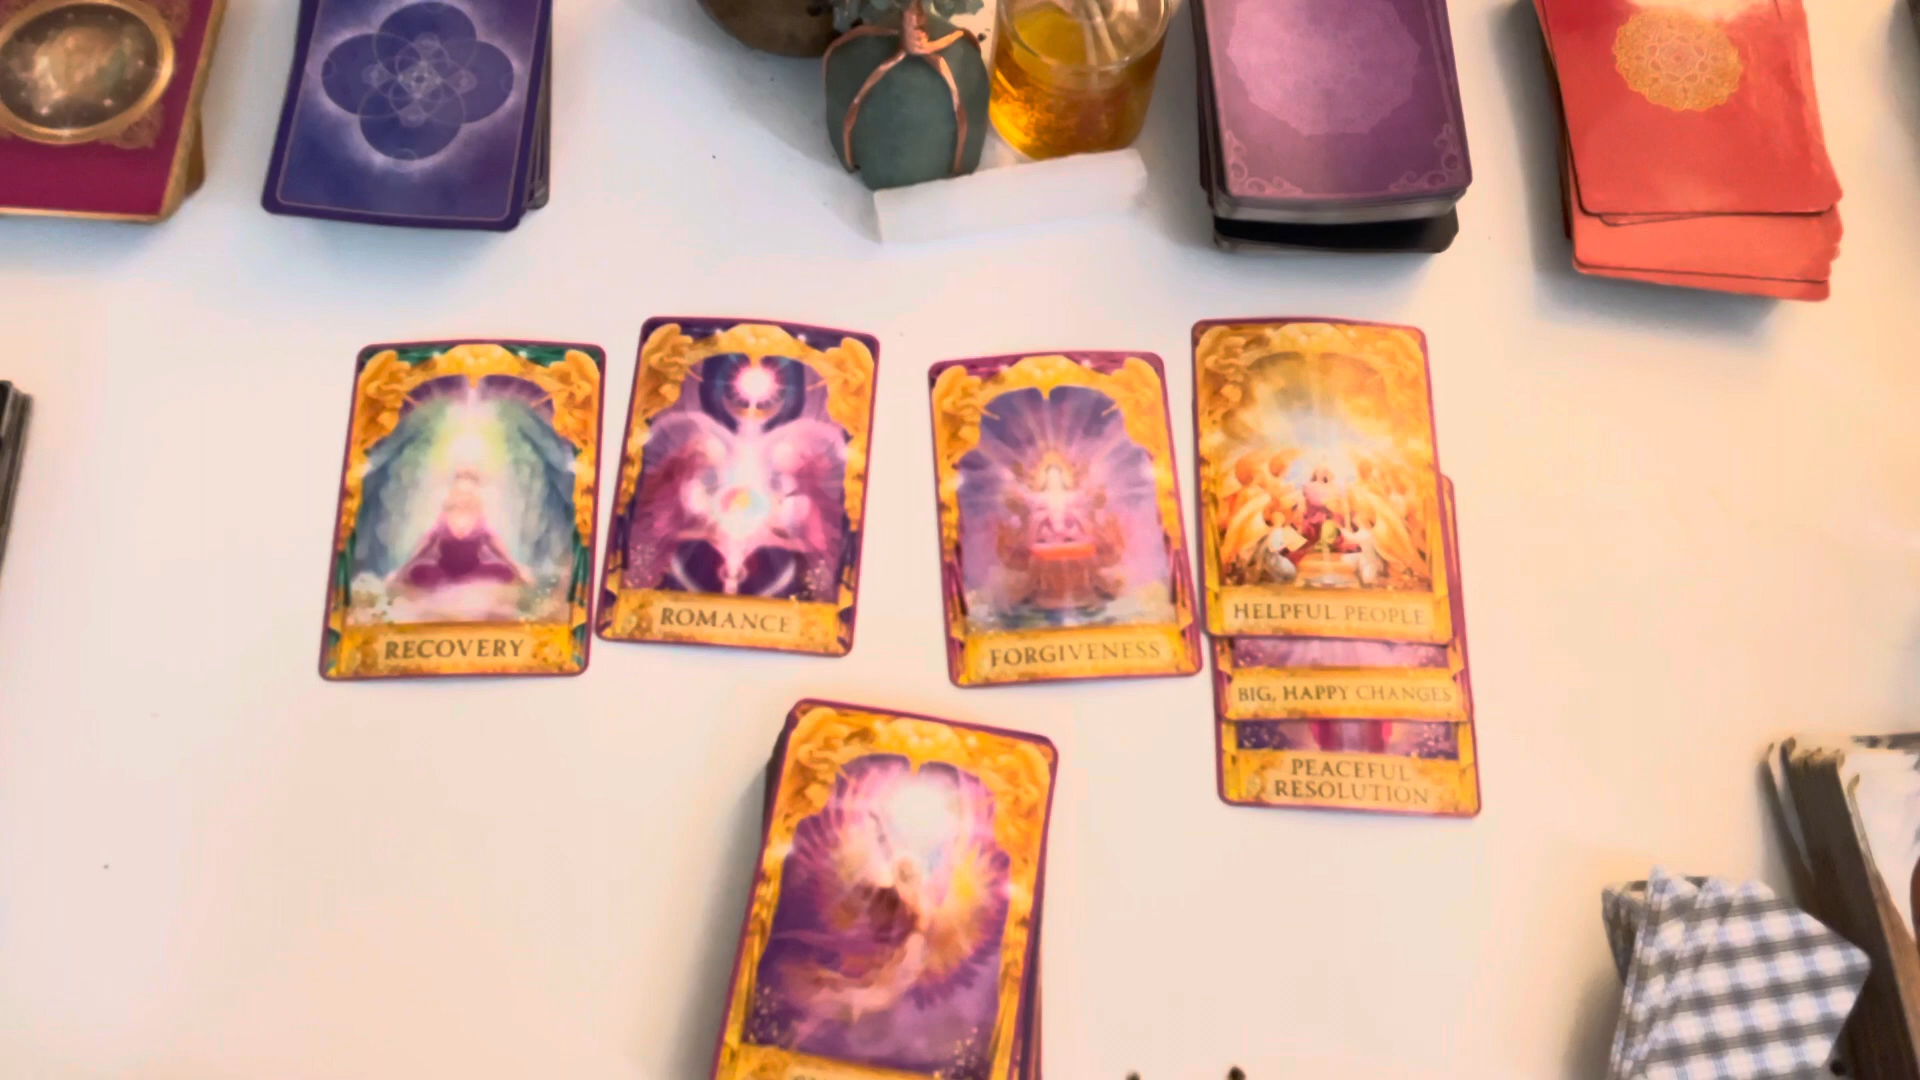 RECOVERY
ROMANCE
FORGIVENESS
HELPFUL PEOPLE
BIG, HAPPY CHANGES
PEACEFUL
RESOLUTION